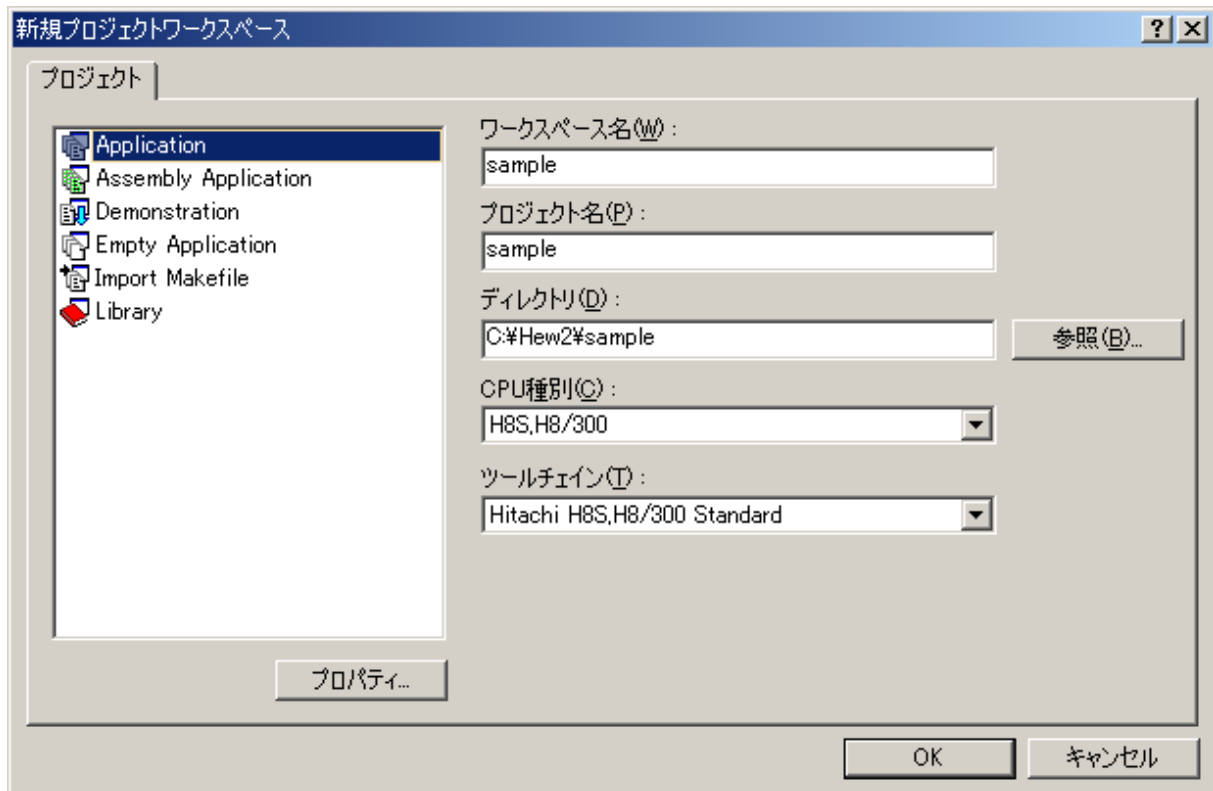 新規プロジェクトワークスペース
プロジェクト
Application
Assembly Application
Demonstration
Empty Application
Import Makefile
Library
プロパティ...
ワークスペース名(W) :
sample
プロジェクト名(P) :
sample
ディレクトリ(D) :
C:¥Hew2¥sample
参照(B)...
CPU種別(C) :
H8S,H8/300
ツールチェイン(T) :
Hitachi H8S,H8/300 Standard
OK
キャンセル